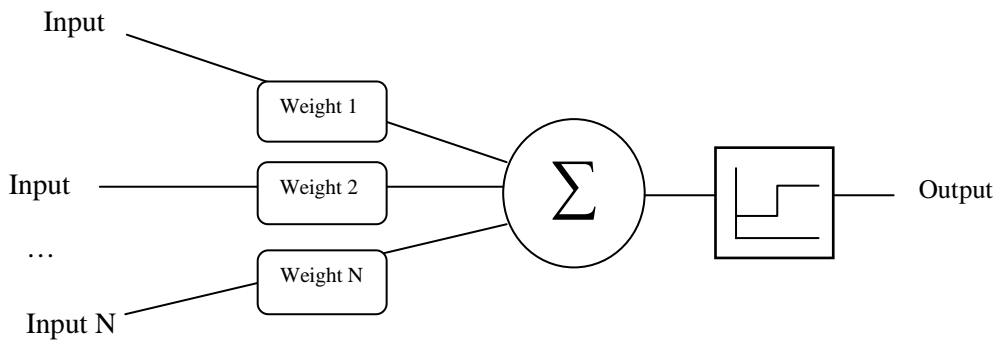 Input
Weight 1
Input
Weight 2
Σ
Output
…
Weight N
Input N